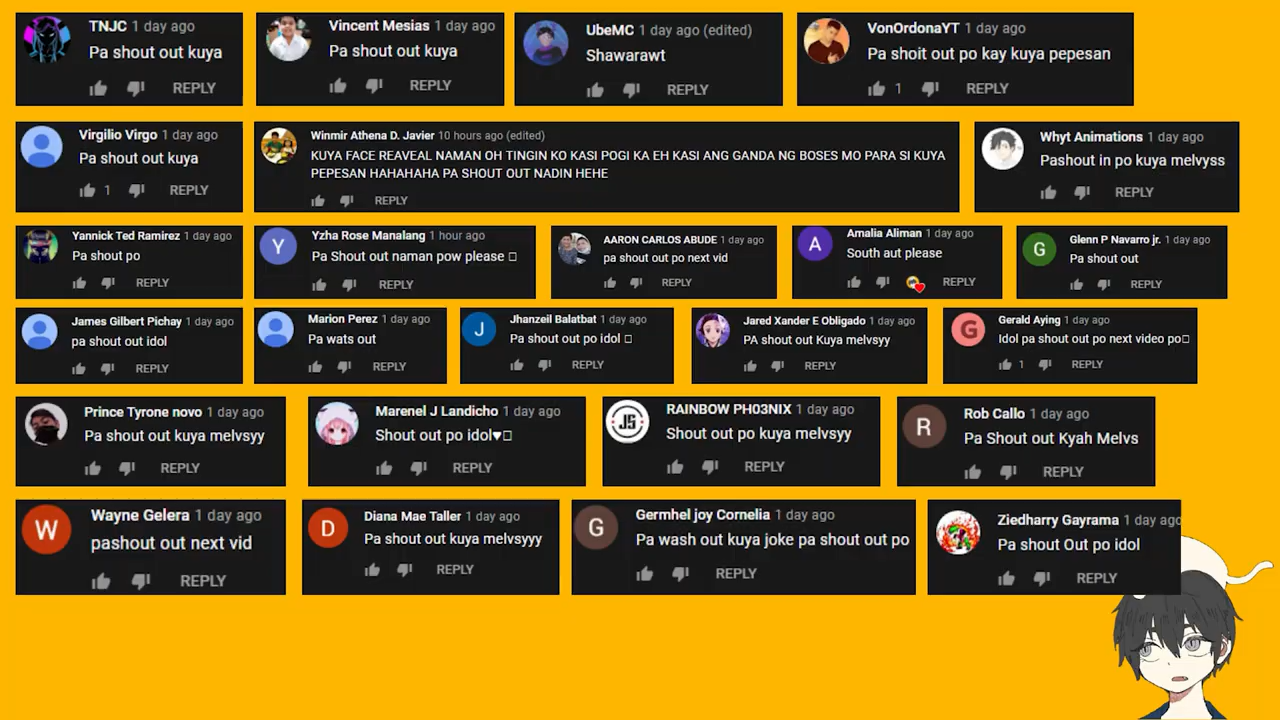 TNJC 1 day ago
Pa shout out kuya
REPLY
Vincent Mesias 1 day ago
Pa shout out kuya
REPLY
UbeMC 1 day ago (edited)
Shawarawt
REPLY
VonOrdonaYT 1 day ago
Pa shoit out po kay kuya pepesan
1 REPLY
Virgilio Virgo 1 day ago
Pa shout out kuya
1 REPLY
Winmir Athena D. Javier 10 hours ago (edited)
KUYA FACE REAVEAL NAMAN OH TINGIN KO KASI POGI KA EH KASI ANG GANDA NG BOSES MO PARA SI KUYA
PEPESAN HAHAHAHA PA SHOUT OUT NADIN HEHE
REPLY
Whyt Animations 1 day ago
Pashout in po kuya melvyss
REPLY
Yannick Ted Ramirez 1 day ago
Pa shout po
REPLY
Y
Yzha Rose Manalang 1 hour ago
Pa Shout out naman pow please
REPLY
AARON CARLOS ABUDE 1 day ago
pa shout out po next vid
REPLY
A
Amalia Aliman 1 day ago
South aut please
REPLY
G
Glenn P Navarro jr. 1 day ago
Pa shout out
REPLY
James Gilbert Pichay 1 day ago
pa shout out idol
REPLY
Marion Perez 1 day ago
Pa wats out
REPLY
J
Jhanzeil Balatbat 1 day ago
Pa shout out po idol
REPLY
Jared Xander E Obligado 1 day ago
PA shout out Kuya melvsyy
REPLY
G
Gerald Aying 1 day ago
Idol pa shout out po next video po
1 REPLY
Prince Tyrone novo 1 day ago
Pa shout out kuya melvsyy
REPLY
Marenel J Landicho 1 day ago
Shout out po idol♥
REPLY
JS
RAINBOW PH03NIX 1 day ago
Shout out po kuya melvsyy
REPLY
R
Rob Callo 1 day ago
Pa Shout out Kyah Melvs
REPLY
W
Wayne Gelera 1 day ago
pashout out next vid
REPLY
D
Diana Mae Taller 1 day ago
Pa shout out kuya melvsyyy
REPLY
G
Germhel joy Cornelia 1 day ago
Pa wash out kuya joke pa shout out po
REPLY
Ziedharry Gayrama 1 day ago
Pa shout Out po idol
REPLY